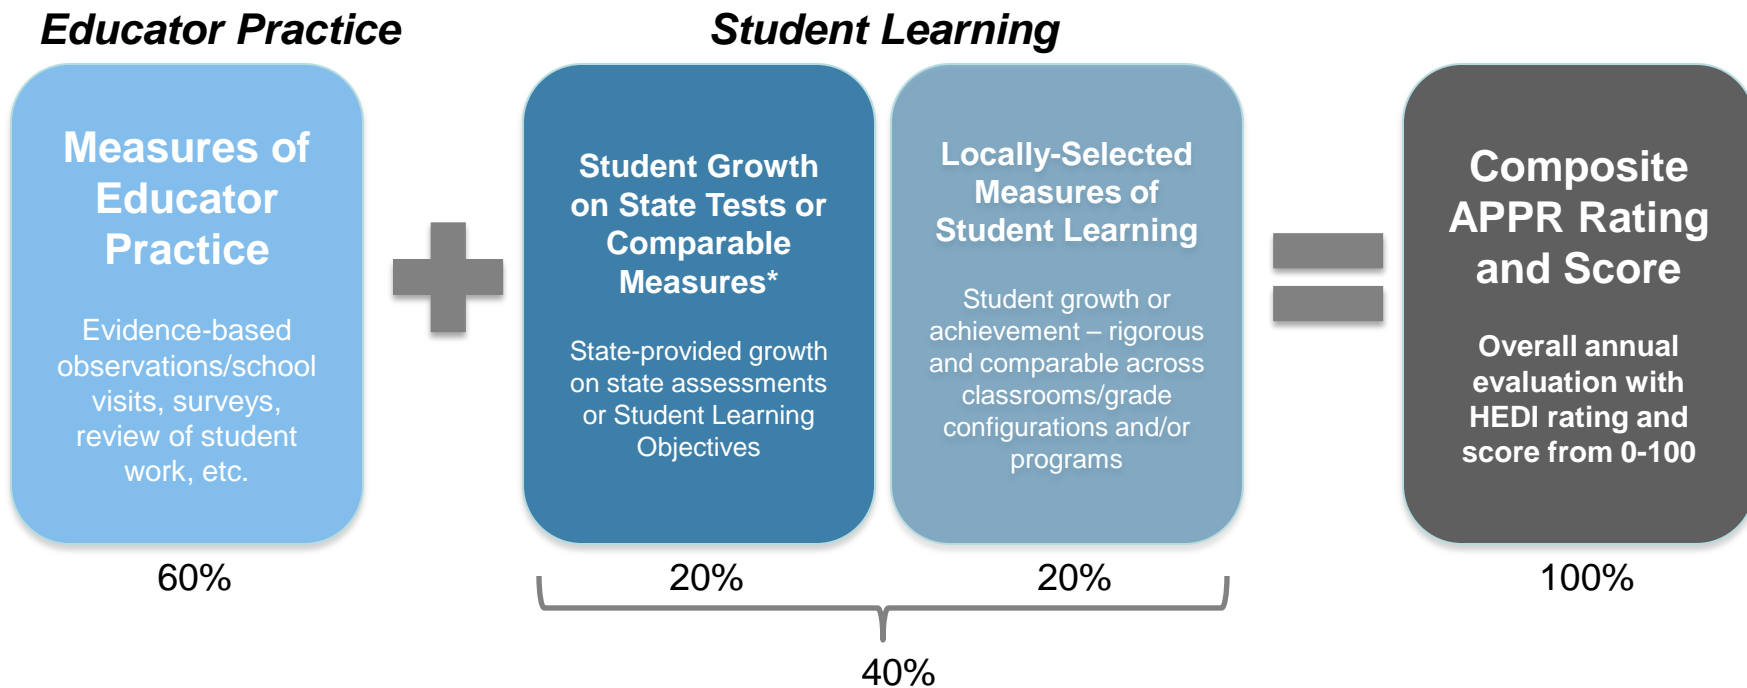 Educator Practice
Student Learning
Measures of
Educator
Practice
Evidence-based
observations/school
visits, surveys,
review of student
work, etc.
60%
Student Growth
on State Tests or
Comparable
Measures*
State-provided growth
on state assessments
or Student Learning
Objectives
20%
Locally-Selected
Measures of
Student Learning
Student growth or
achievement – rigorous
and comparable across
classrooms/grade
configurations and/or
programs
20%
40%
Composite
APPR Rating
and Score
Overall annual
evaluation with
HEDI rating and
score from 0-100
100%